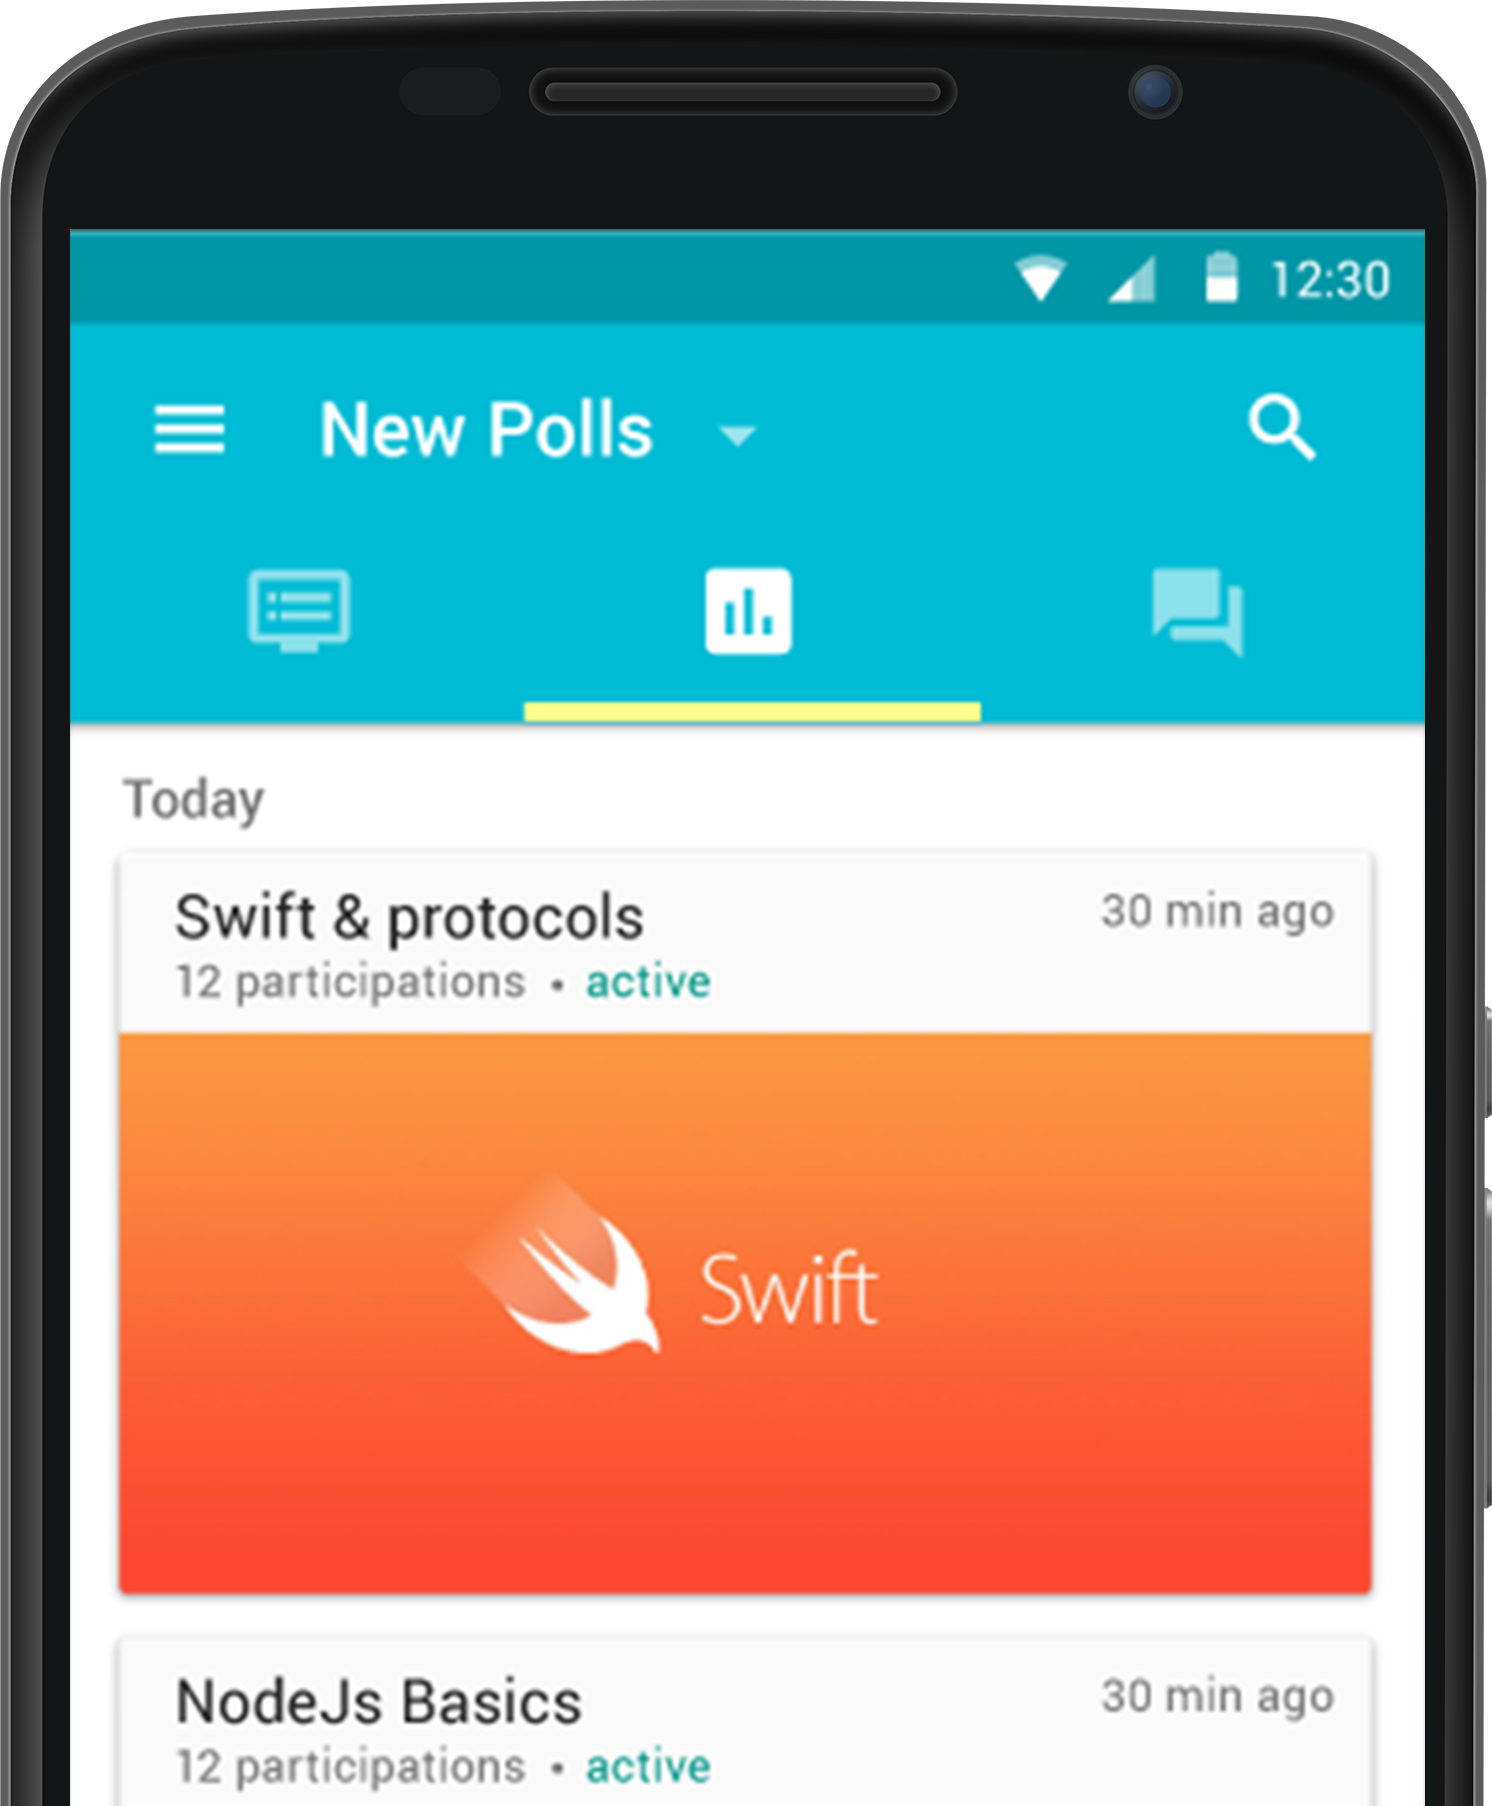 12:30
New Polls
Today
Swift & protocols
30 min ago
12 participations • active
Swift
NodeJs Basics
30 min ago
12 participations • active